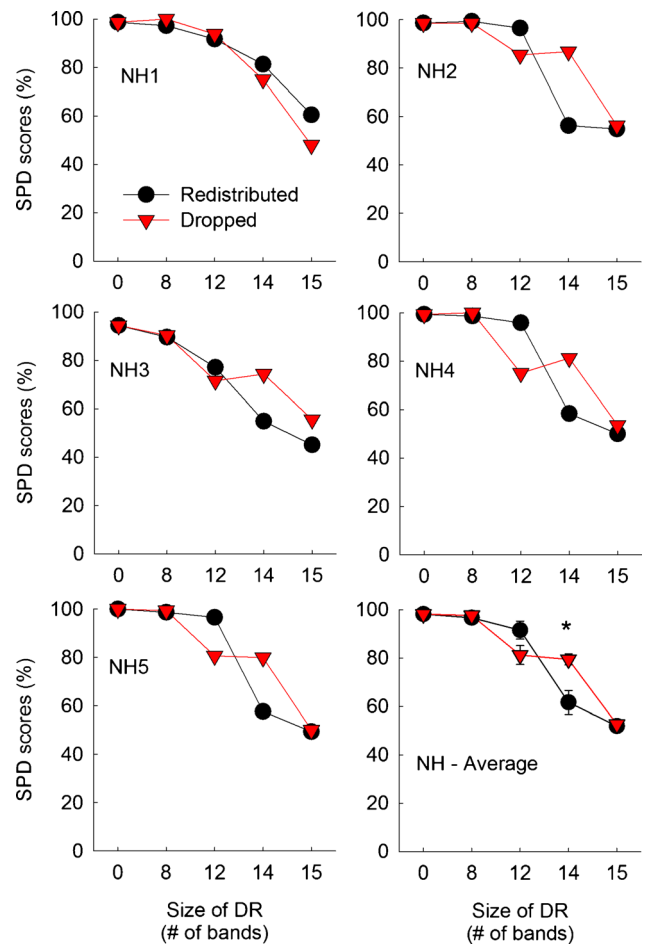 100
80
60
40
20
0
SPD scores (%)
NH1
Redistributed
Dropped
0 8 12 14 15
100
80
60
40
20
0
NH2
0 8 12 14 15
100
80
60
40
20
0
SPD scores (%)
NH3
0 8 12 14 15
100
80
60
40
20
0
NH4
0 8 12 14 15
100
80
60
40
20
0
SPD scores (%)
NH5
0 8 12 14 15
Size of DR
(# of bands)
100
80
60
40
20
0
*
NH - Average
0 8 12 14 15
Size of DR
(# of bands)